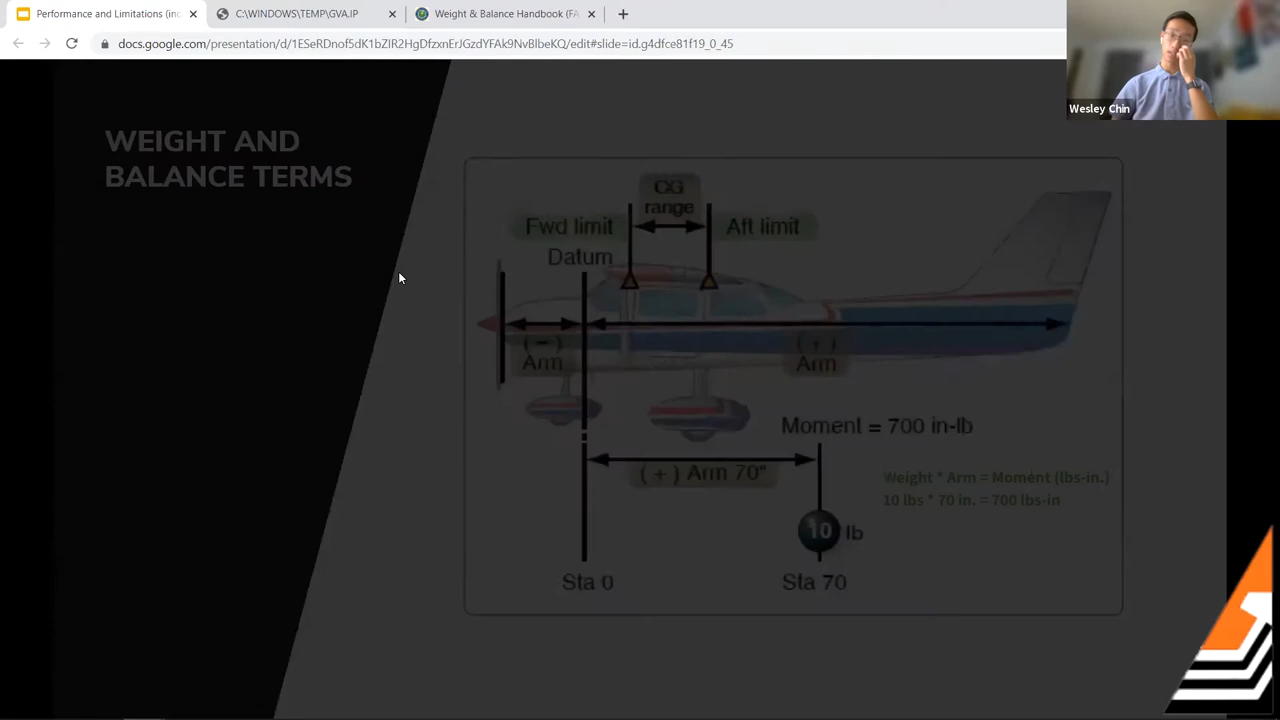 Performance and Limitations (inc
C:\WINDOWS\TEMP\GVA.IP
Weight & Balance Handbook (FA
docs.google.com/presentation/d/1ESeRDnof5dK1bZIR2HgDfzxnErJGzdYFAk9NvBlbeKQ/edit#slide=id.g4dfce81f19_0_45
Wesley Chin
WEIGHT AND
BALANCE TERMS
CG
range
Fwd limit
Aft limit
Datum
(−)
Arm
(+)
Arm
Moment = 700 in-lb
(+) Arm 70"
Weight * Arm = Moment (lbs-in.)
10 lbs * 70 in. = 700 lbs-in
10 lb
Sta 0
Sta 70